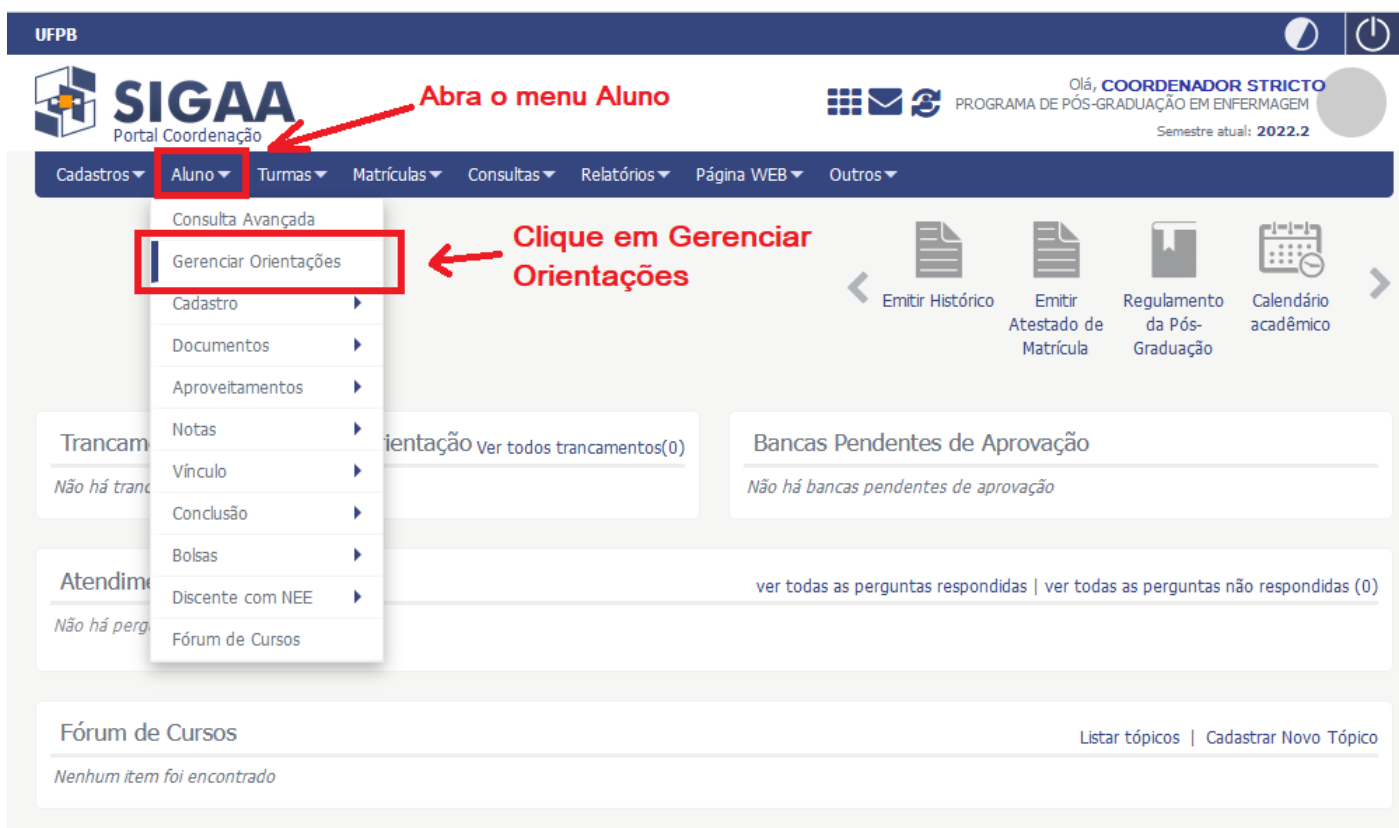 UFPB
SIGAA
Portal Coordenação
Abra o menu Aluno
Olá, COORDENADOR STRICTO
PROGRAMA DE PÓS-GRADUAÇÃO EM ENFERMAGEM
Semestre atual: 2022.2
Cadastros Aluno Turmas Matrículas Consultas Relatórios Página WEB Outros
Consulta Avançada
Gerenciar Orientações
Cadastro
Documentos
Aproveitamentos
Notas
Vínculo
Conclusão
Bolsas
Discente com NEE
Fórum de Cursos
Clique em Gerenciar
Orientações
Emitir Histórico
Emitir
Atestado de
Matrícula
Regulamento
da Pós-
Graduação
Calendário
acadêmico
Trancam ientação Ver todos trancamentos(0)
Não há tranc
Bancas Pendentes de Aprovação
Não há bancas pendentes de aprovação
Atendime
ver todas as perguntas respondidas | ver todas as perguntas não respondidas (0)
Não há perg
Fórum de Cursos
Listar tópicos | Cadastrar Novo Tópico
Nenhum item foi encontrado